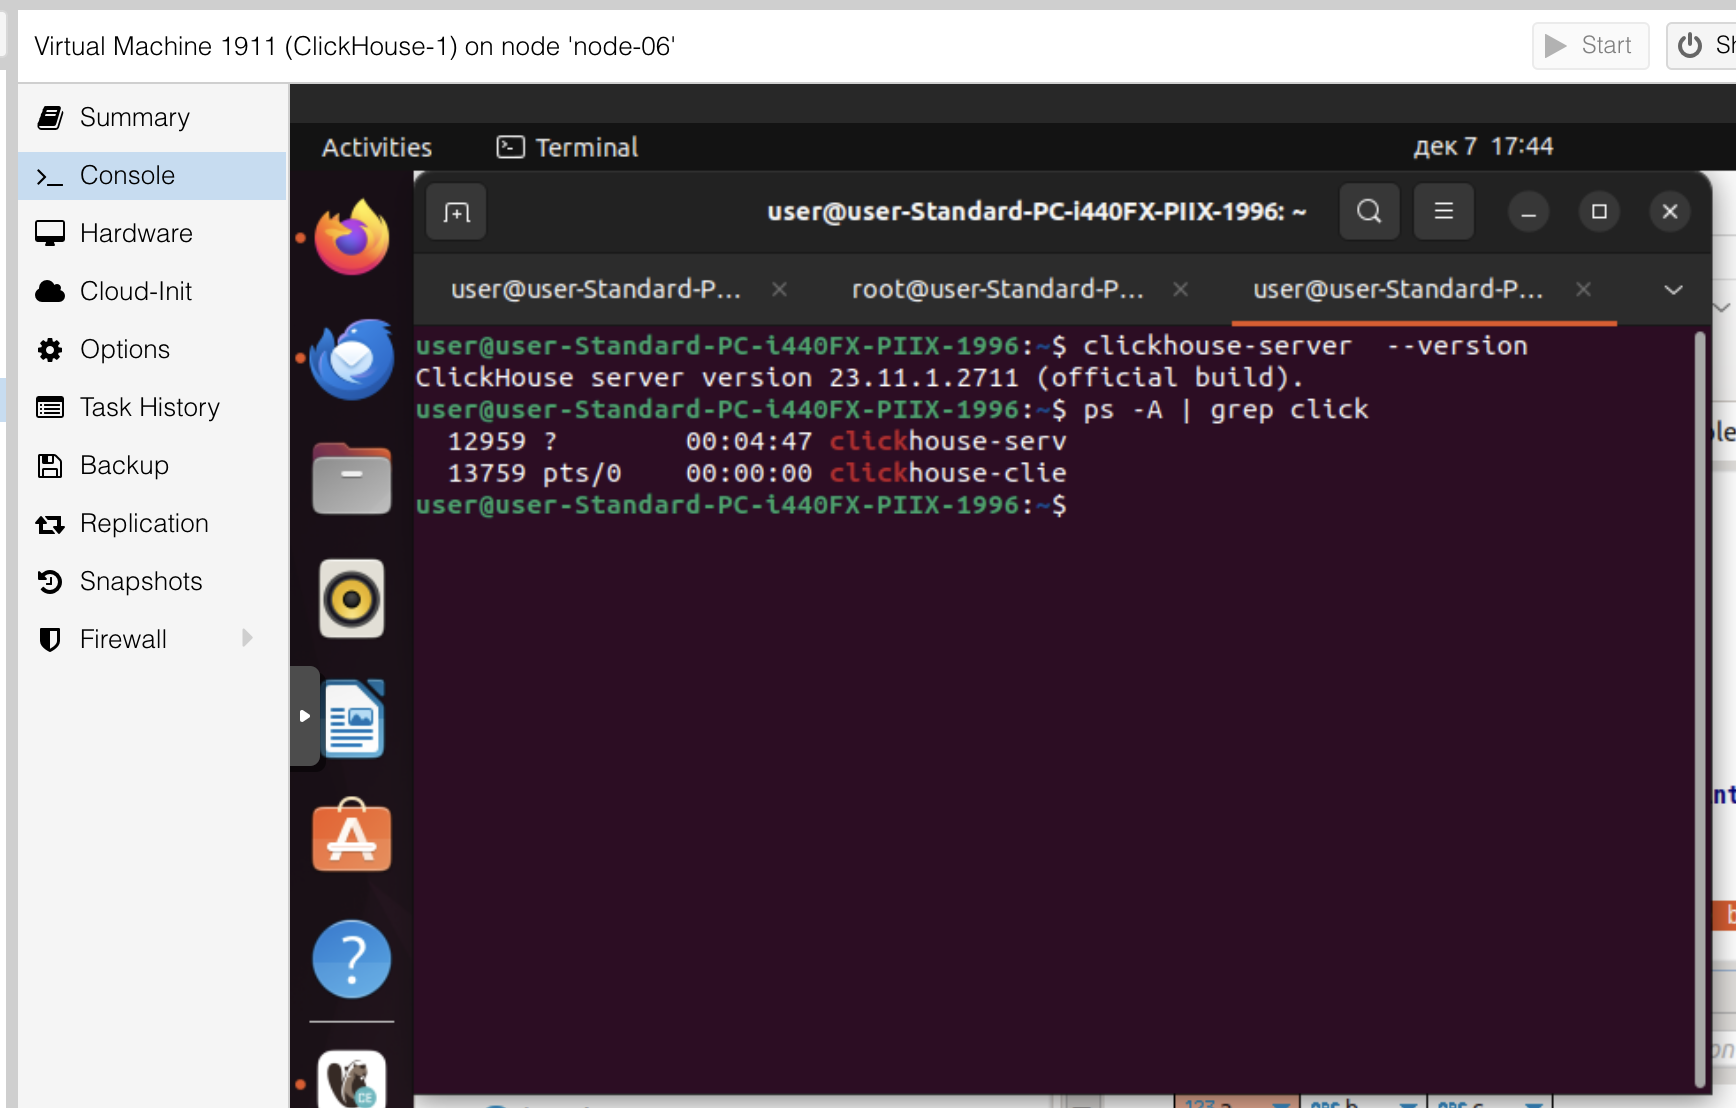 Virtual Machine 1911 (ClickHouse-1) on node 'node-06'
Start
Summary
Console
Hardware
Cloud-Init
Options
Task History
Backup
Replication
Snapshots
Firewall
Activities
Terminal
дек 7 17:44
user@user-Standard-PC-i440FX-PIIX-1996: ~
user@user-Standard-P...
root@user-Standard-P...
user@user-Standard-P...
user@user-Standard-PC-i440FX-PIIX-1996:~$ clickhouse-server --version
ClickHouse server version 23.11.1.2711 (official build).
user@user-Standard-PC-i440FX-PIIX-1996:~$ ps -A | grep click
12959 ? 00:04:47 clickhouse-serv
13759 pts/0 00:00:00 clickhouse-clie
user@user-Standard-PC-i440FX-PIIX-1996:~$
CE